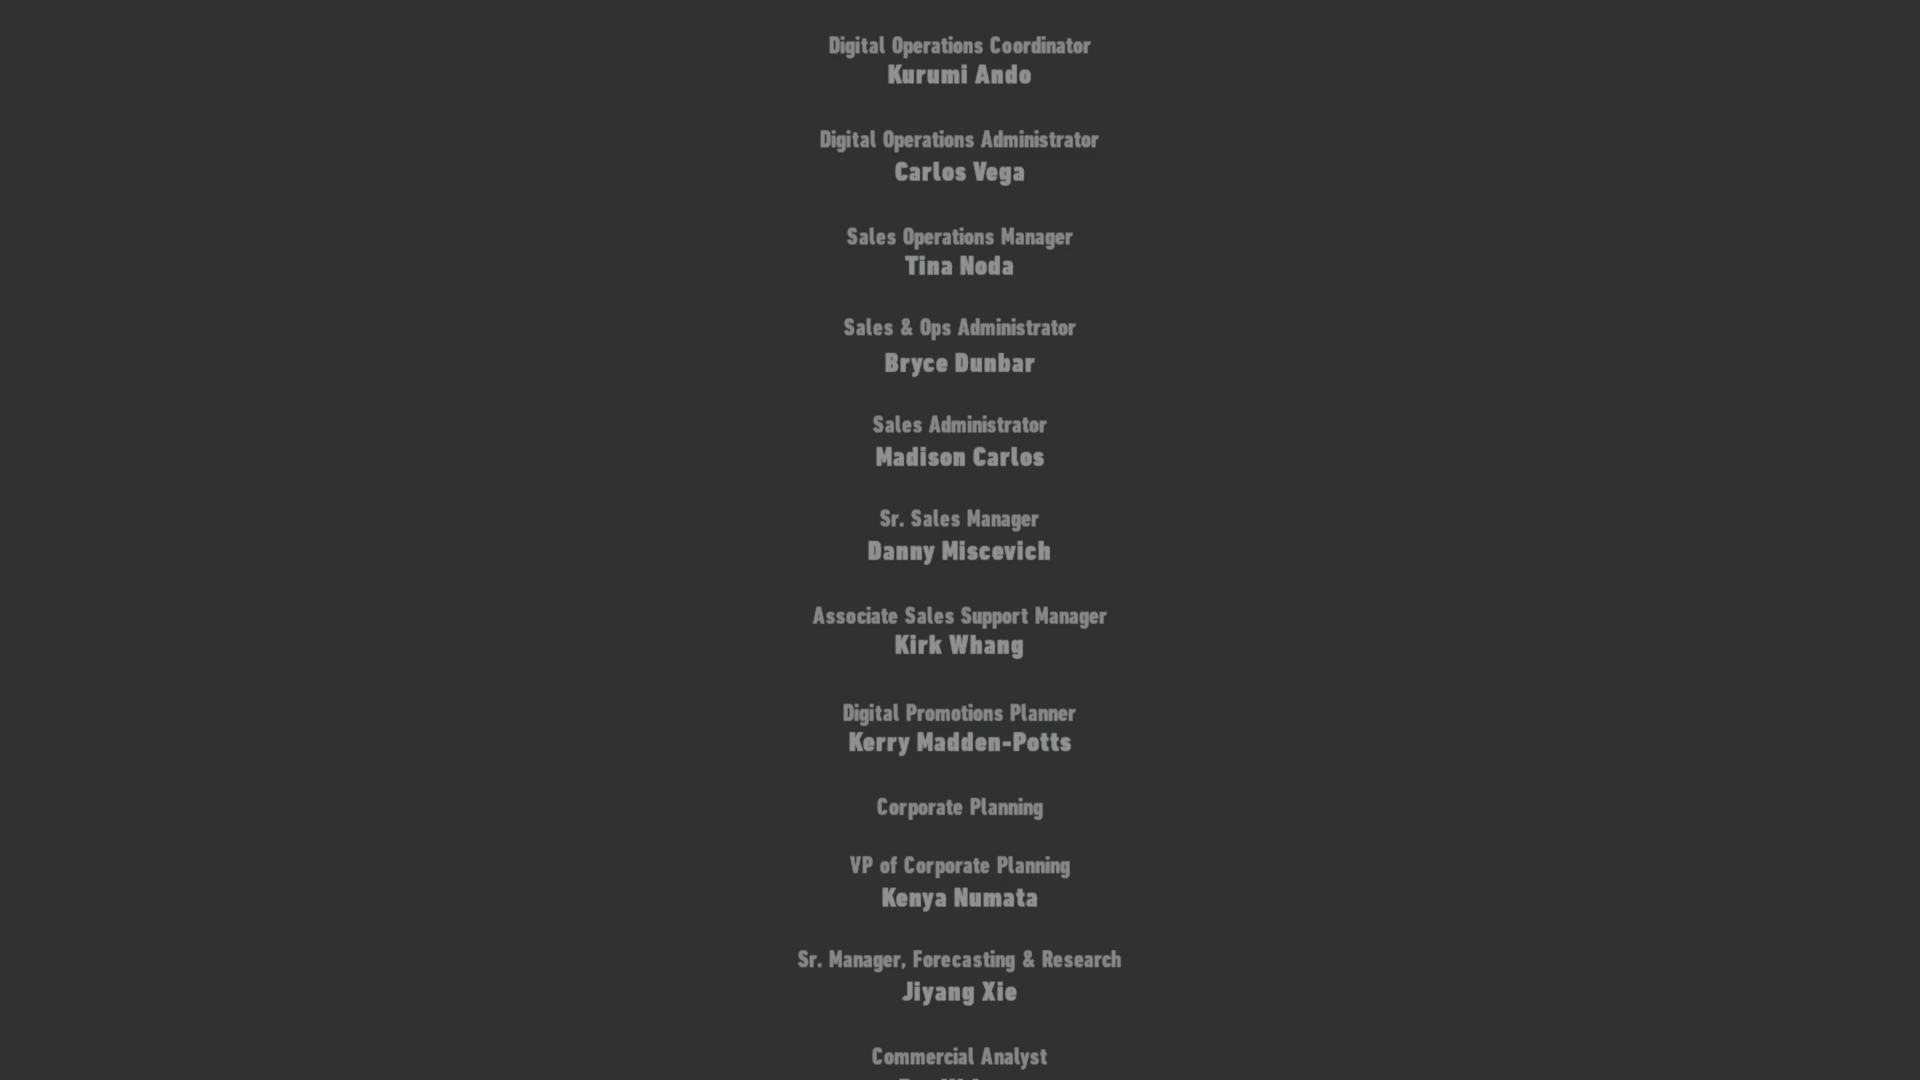 Digital Operations Coordinator
Kurumi Ando
Digital Operations Administrator
Carlos Vega
Sales Operations Manager
Tina Noda
Sales & Ops Administrator
Bryce Dunbar
Sales Administrator
Madison Carlos
Sr. Sales Manager
Danny Miscevich
Associate Sales Support Manager
Kirk Whang
Digital Promotions Planner
Kerry Madden-Potts
Corporate Planning
VP of Corporate Planning
Kenya Numata
Sr. Manager, Forecasting & Research
Jiyang Xie
Commercial Analyst